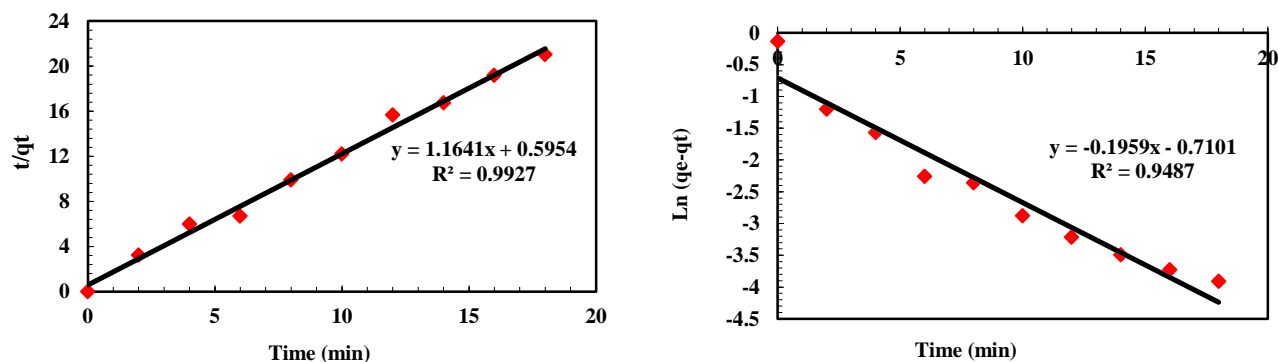 24
20
16
12
8
4
0
t/qt
y = 1.1641x + 0.5954
R² = 0.9927
0 5 10 15 20
Time (min)
0
-0.5
-1
-1.5
-2
-2.5
-3
-3.5
-4
-4.5
Ln (qe-qt)
0 5 10 15 20
y = -0.1959x - 0.7101
R² = 0.9487
Time (min)